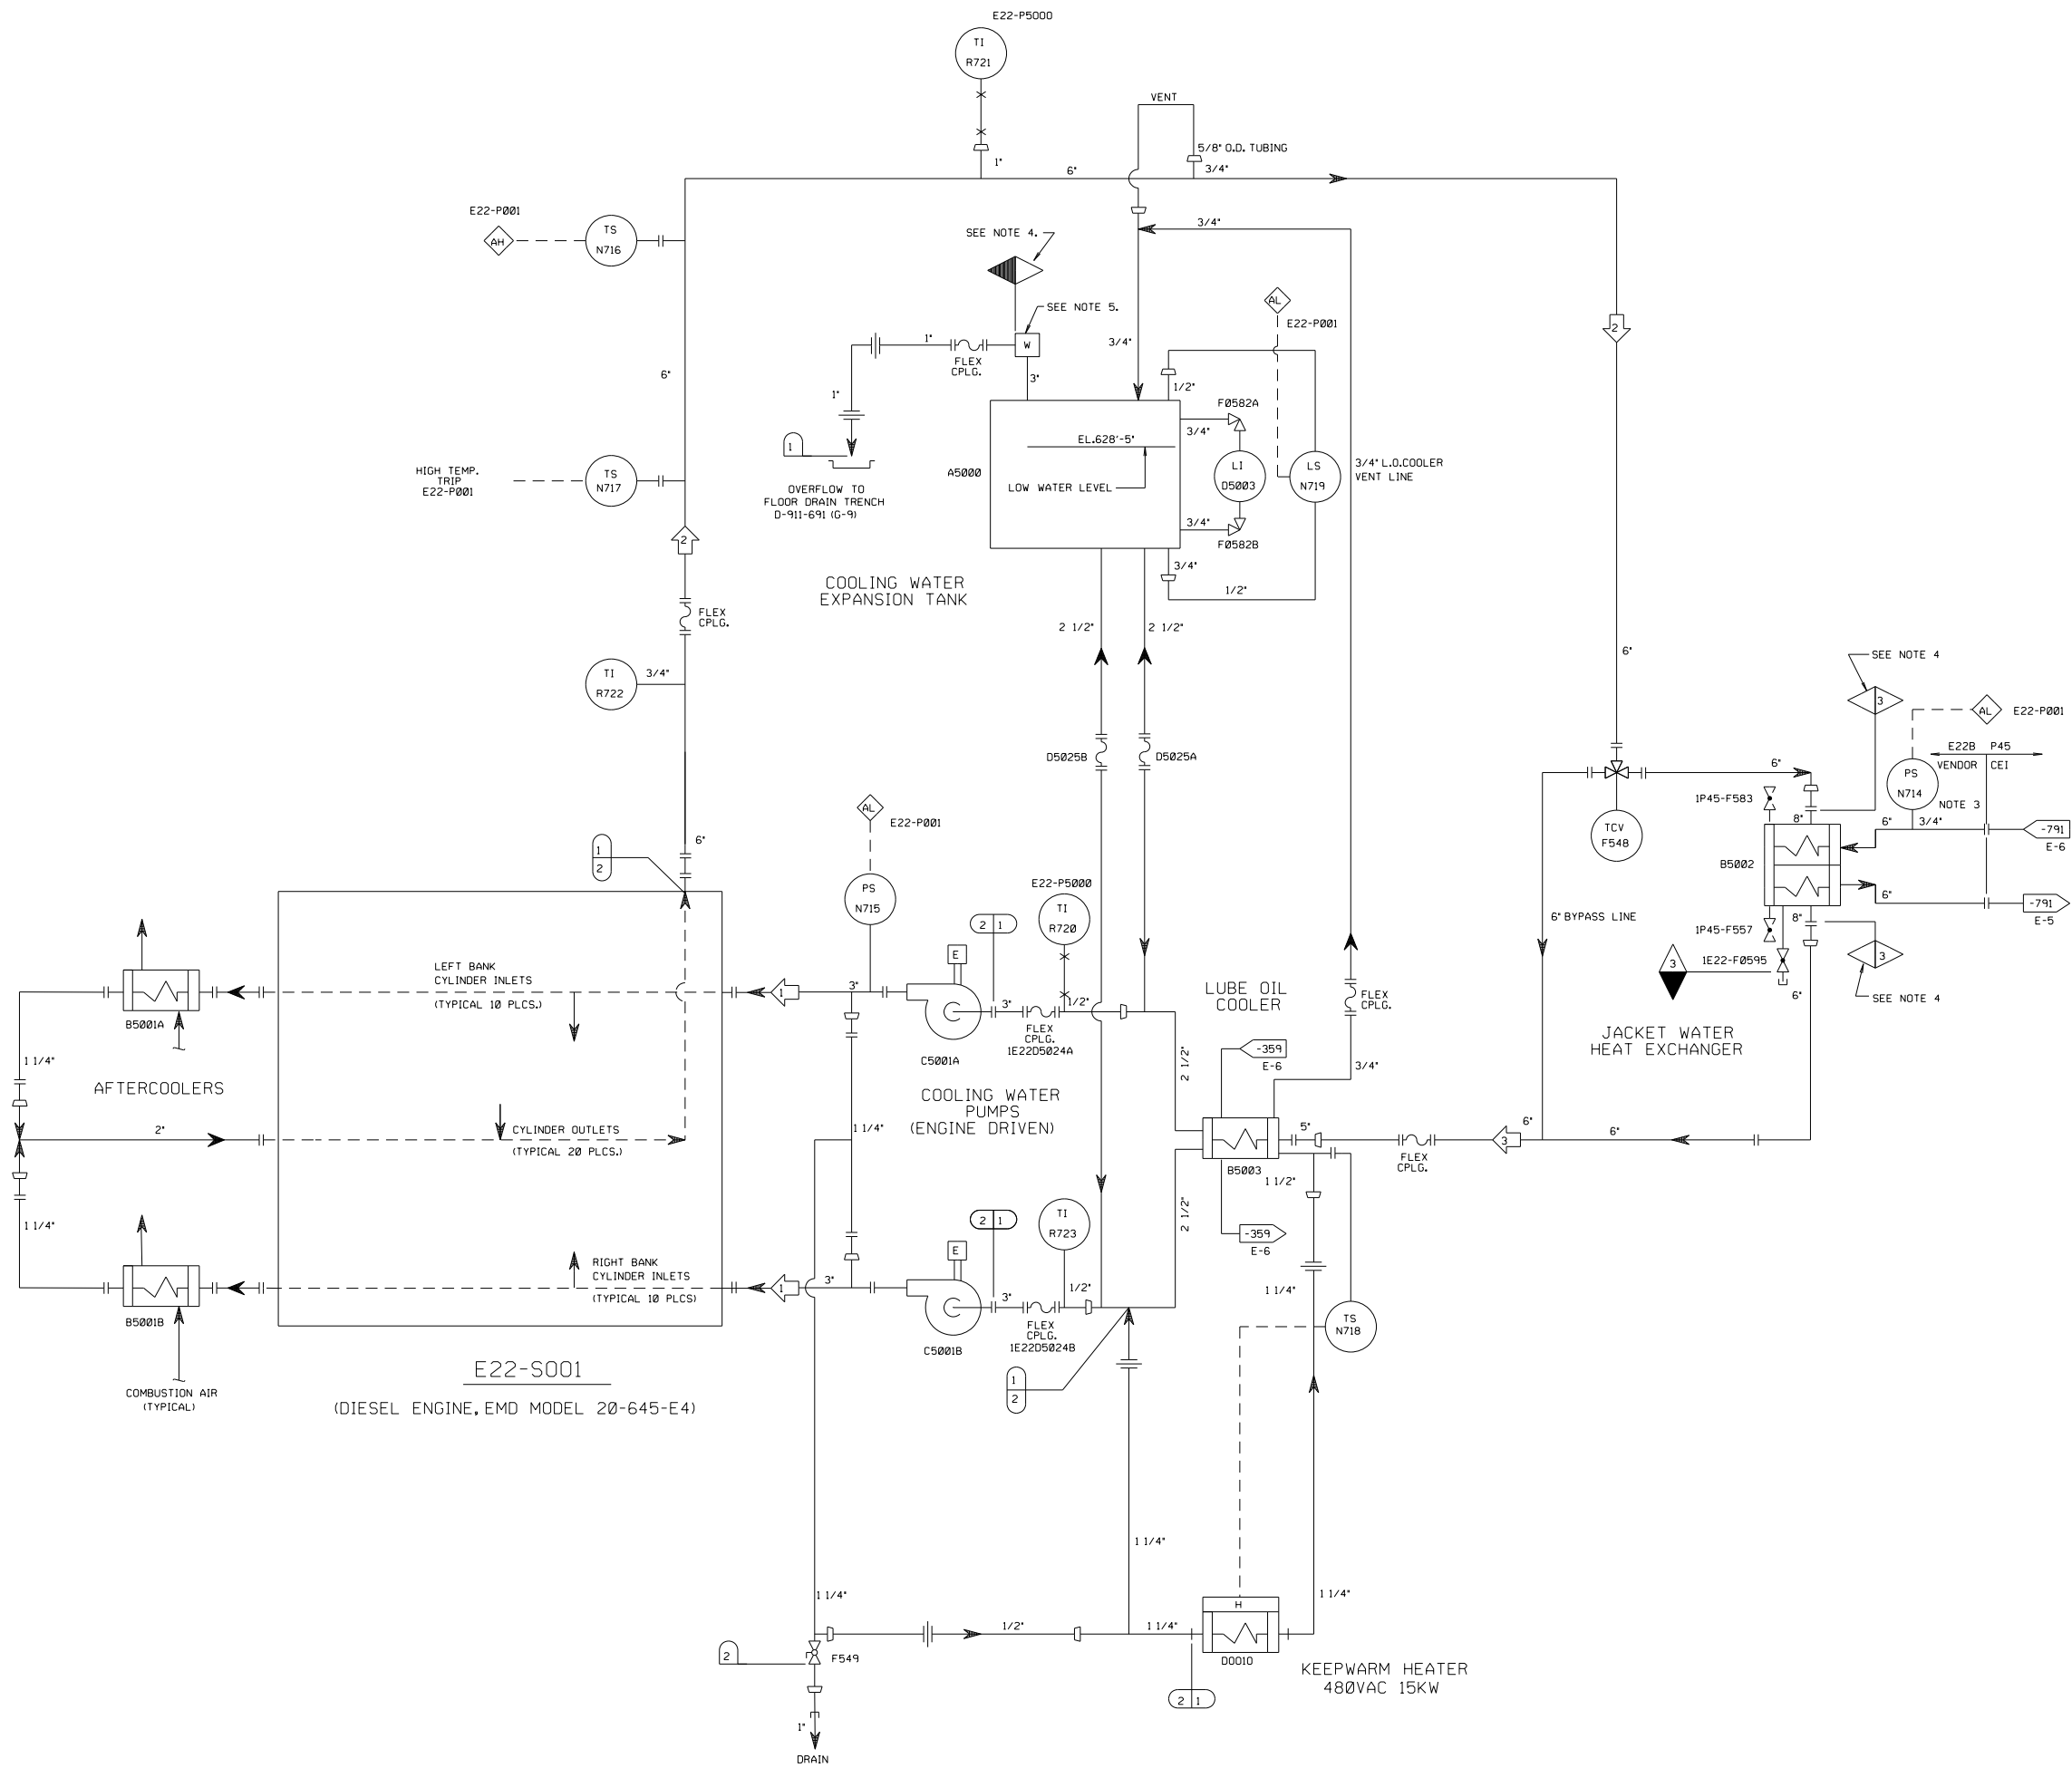 E22-P5000
TI
R721
VENT
5/8" O.D. TUBING
1"
3/4"
6"
E22-P001
AH
TS
N716
3/4"
SEE NOTE 4.
SEE NOTE 5.
AL
E22-P001
2
W
1"
FLEX
CPLG.
3"
3/4"
1/2"
6"
1"
1
F0582A
3/4"
EL.628'-5"
HIGH TEMP.
TRIP
E22-P001
TS
N717
A5000
LOW WATER LEVEL
LI
D5003
LS
N719
3/4" L.O.COOLER
VENT LINE
OVERFLOW TO
FLOOR DRAIN TRENCH
D-911-691 (G-9)
3/4"
F0582B
2
3/4"
1/2"
COOLING WATER
EXPANSION TANK
FLEX
CPLG.
2 1/2"
2 1/2"
6"
SEE NOTE 4
TI
R722
3/4"
3
AL
E22-P001
D5025B
D5025A
E22B
P45
VENDOR
CEI
6"
PS
N714
1P45-F583
NOTE 3
AL
E22-P001
TCV
F548
8"
6"
3/4"
-791
E-6
6"
1
2
B5002
PS
N715
E22-P5000
TI
R720
6"
-791
E-5
2
1
6" BYPASS LINE
8"
1P45-F557
E
LEFT BANK
CYLINDER INLETS
(TYPICAL 10 PLCS.)
3
1E22-F0595
3
SEE NOTE 4
6"
3"
1
3"
1/2"
LUBE OIL
COOLER
FLEX
CPLG.
B5001A
FLEX
CPLG.
1E22D5024A
C5001A
JACKET WATER
HEAT EXCHANGER
1 1/4"
AFTERCOOLERS
-359
E-6
2 1/2"
3/4"
COOLING WATER
PUMPS
(ENGINE DRIVEN)
2"
CYLINDER OUTLETS
(TYPICAL 20 PLCS.)
1 1/4"
5"
3
6"
6"
FLEX
CPLG.
B5003
1 1/2"
1 1/4"
2
1
TI
R723
2 1/2"
-359
E-6
E
RIGHT BANK
CYLINDER INLETS
(TYPICAL 10 PLCS)
3"
1
3"
1/2"
1 1/4"
B5001B
FLEX
CPLG.
1E22D5024B
C5001B
TS
N718
E22-S001
(DIESEL ENGINE, EMD MODEL 20-645-E4)
COMBUSTION AIR
(TYPICAL)
1
2
1 1/4"
1 1/4"
1 1/4"
H
1/2"
1 1/4"
2
F549
D0010
KEEPWARM HEATER
480VAC 15KW
2
1
1"
DRAIN